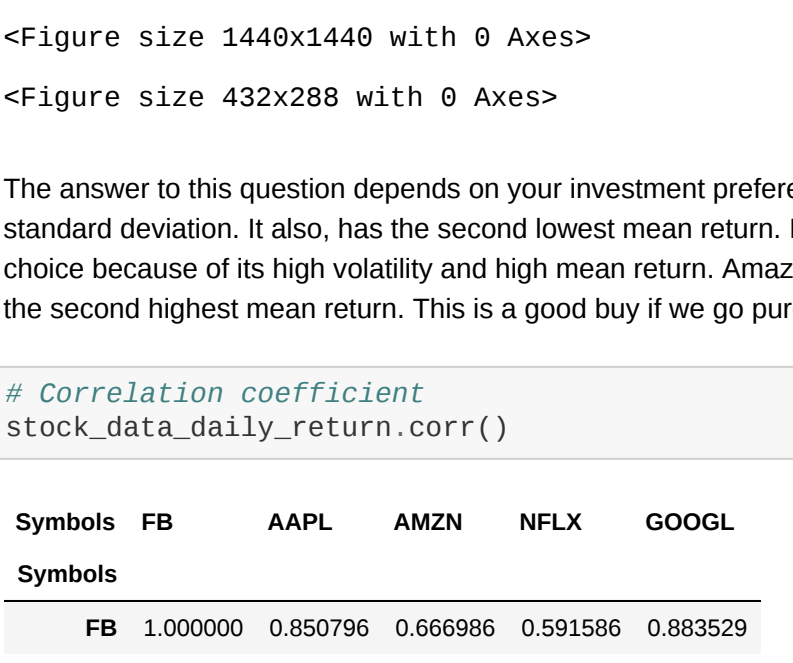 <Figure size 1440x1440 with 0 Axes>
<Figure size 432x288 with 0 Axes>
The answer to this question depends on your investment
standard deviation. It also, has the second lowest mean return.
choice because of its high volatility and high mean return.
the second highest mean return. This is a good buy if we go
# Correlation coefficient
stock_data_daily_return.corr()
Symbols FB AAPL AMZN NFLX GOOGL
Symbols
FB 1.000000 0.850796 0.666986 0.591586 0.883529